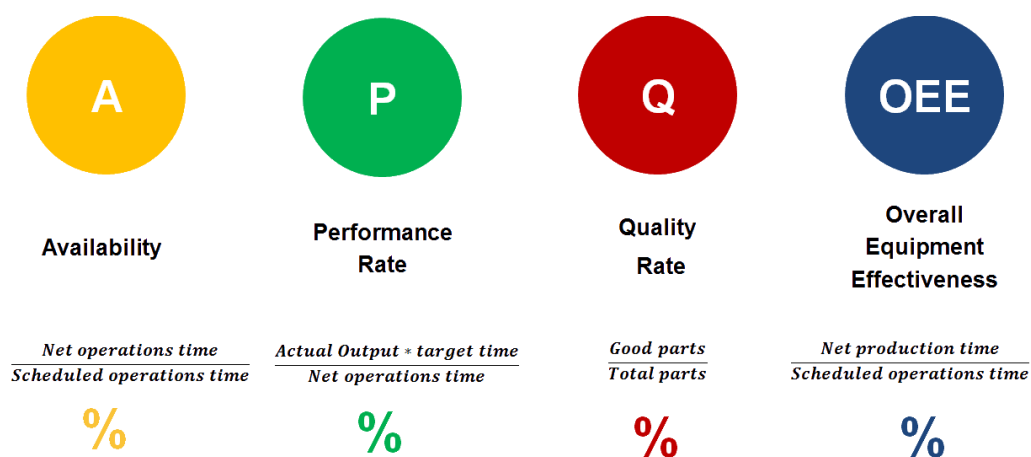 A
P
Q
OEE
Availability
Performance
Rate
Quality
Rate
Overall
Equipment
Effectiveness
Net operations time
Scheduled operations time
Actual Output * target time
Net operations time
Good parts
Total parts
Net production time
Scheduled operations time
%
%
%
%